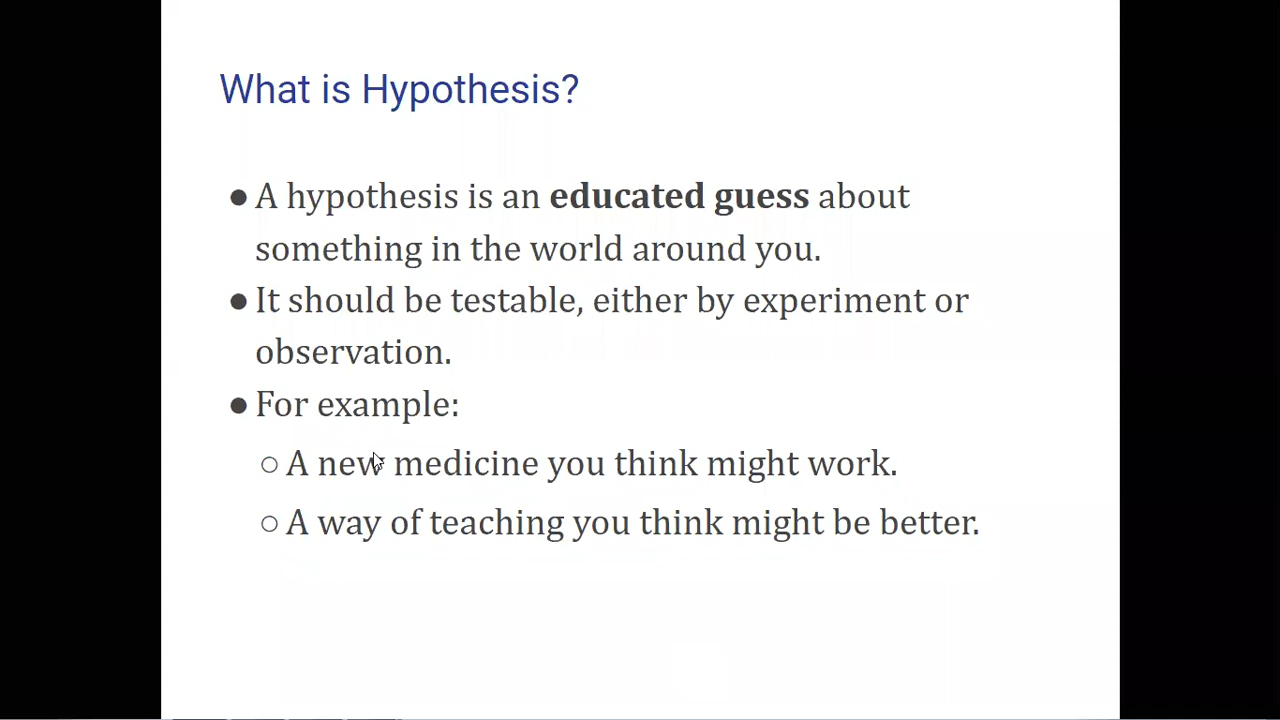 What is Hypothesis?
● A hypothesis is an educated guess about
something in the world around you.
● It should be testable, either by experiment or
observation.
● For example:
○ A new medicine you think might work.
○ A way of teaching you think might be better.